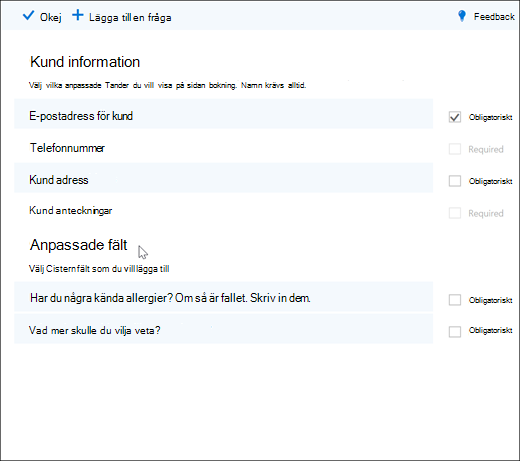 Okej Lägga till en fråga Feedback
Kund information
Välj vilka anpassade Tander du vill visa på sidan bokning. Namn krävs alltid.
E-postadress för kund Obligatoriskt
Telefonnummer Required
Kund adress Obligatoriskt
Kund anteckningar Required
Anpassade fält
Välj Cisternfält som du vill lägga till
Har du några kända allergier? Om så är fallet. Skriv in dem. Obligatoriskt
Vad mer skulle du vilja veta? Obligatoriskt